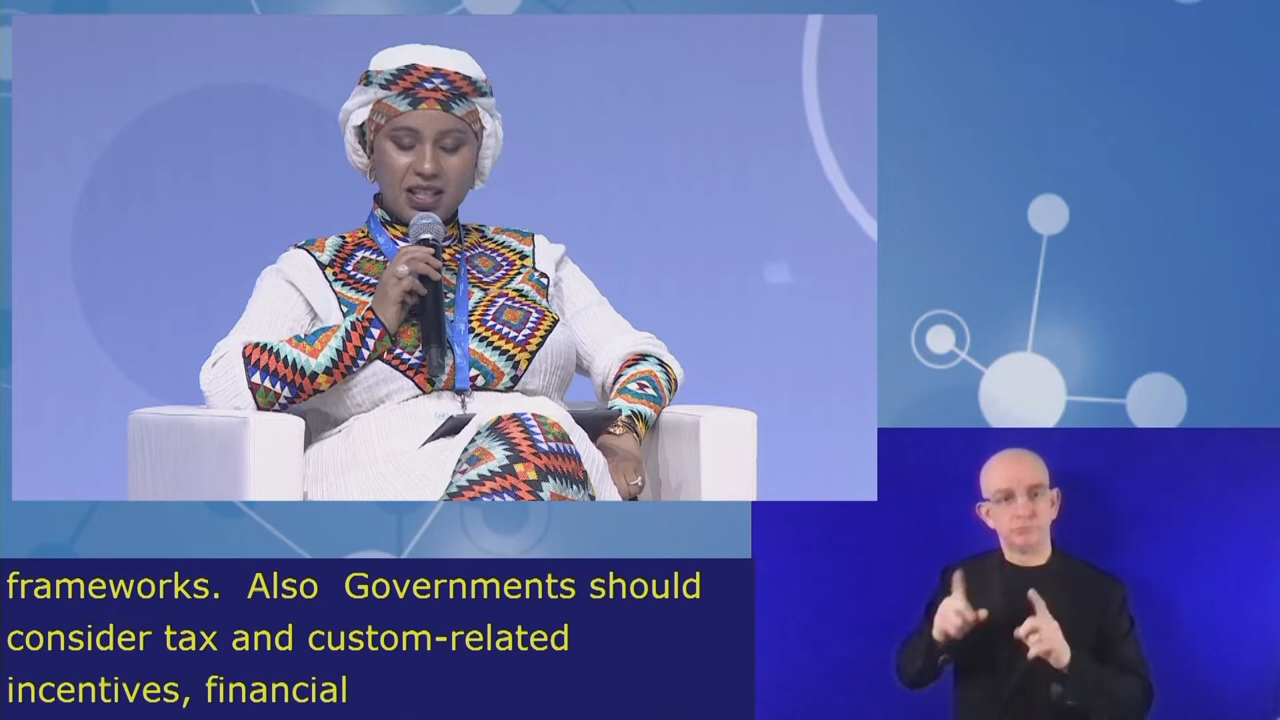 frameworks.  Also  Governments should
consider tax and custom-related
incentives, financial